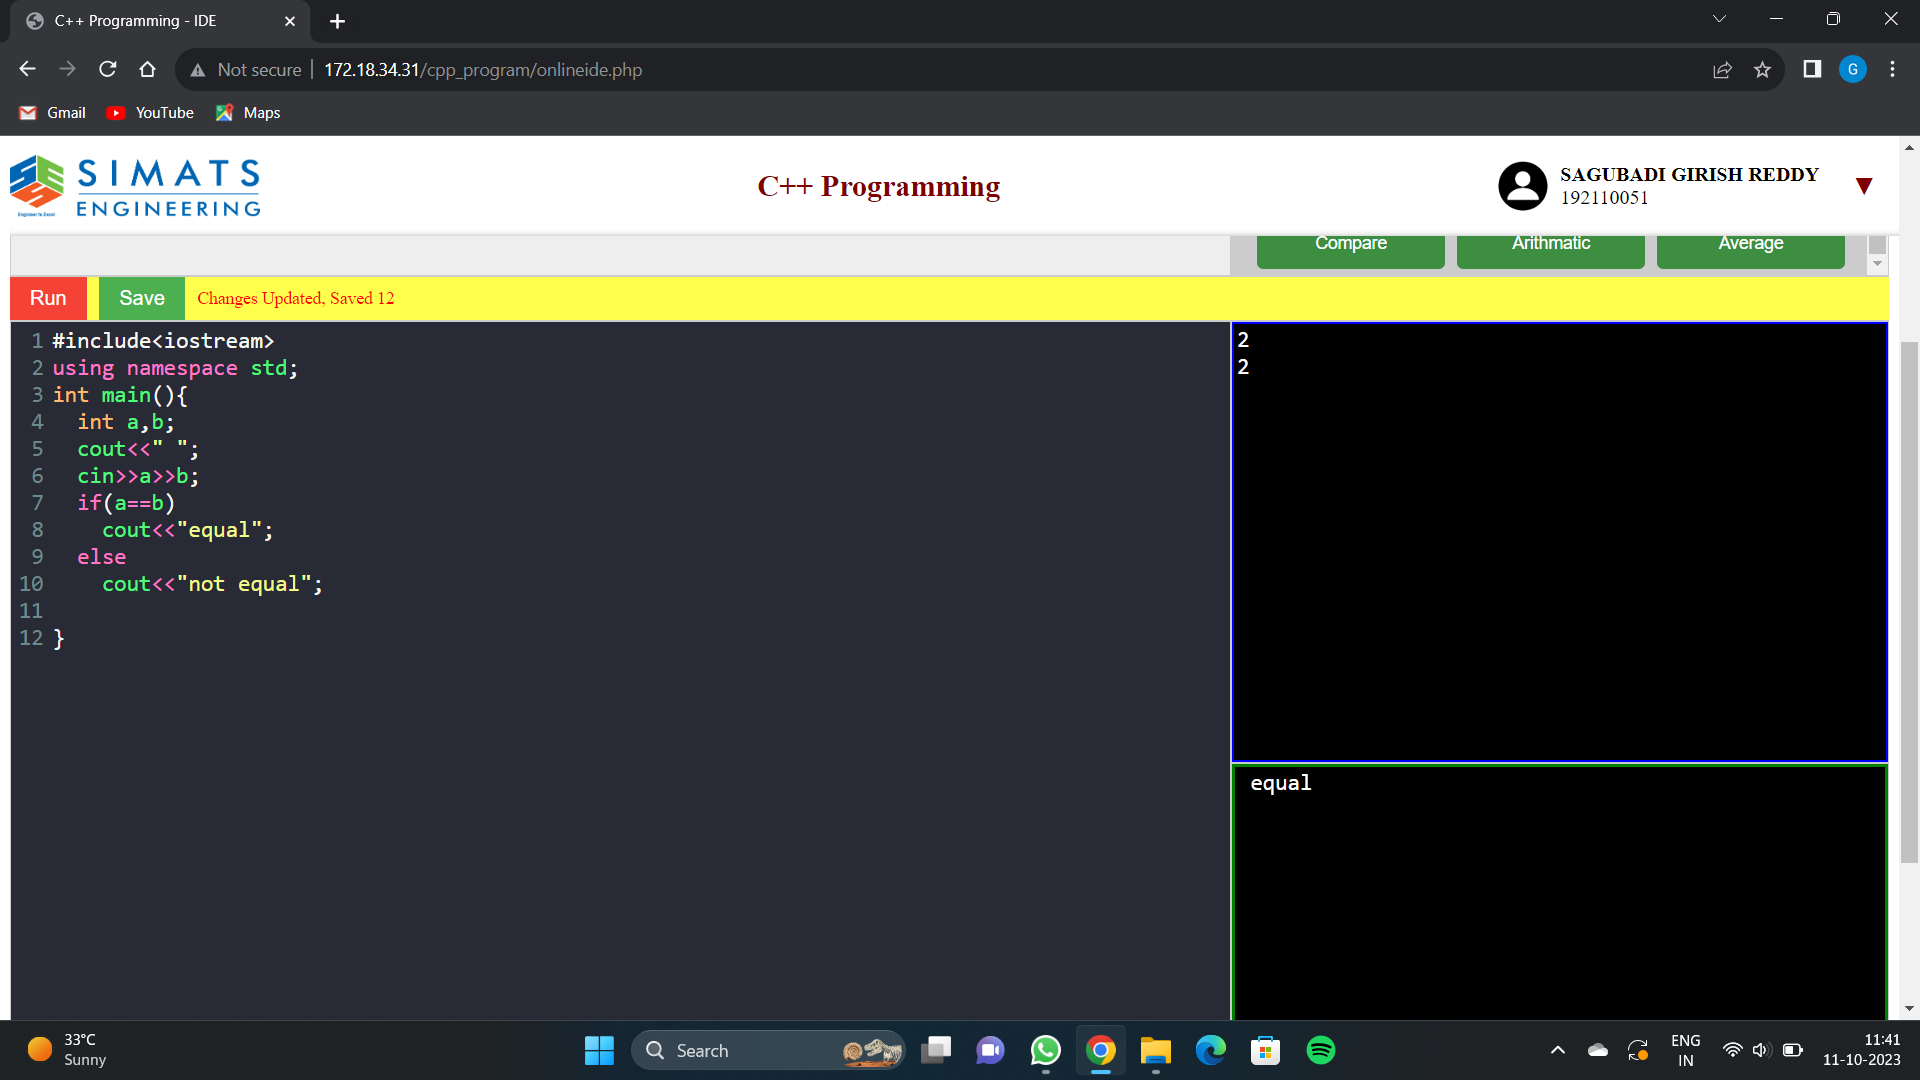 C++ Programming - IDE
Not secure 172.18.34.31/cpp_program/onlineide.php
G
Gmail YouTube Maps
SIMATS
ENGINEERING
Engineer to Excel
C++ Programming
SAGUBADI GIRISH REDDY
192110051
Compare Arithmatic Average
Run Save Changes Updated, Saved 12
1 #include<iostream>
2 using namespace std;
3 int main(){
4 int a,b;
5 cout<<" ";
6 cin>>a>>b;
7 if(a==b)
8 cout<<"equal";
9 else
10 cout<<"not equal";
11
12 }
2
2
equal
33°C
Sunny
Search
ENG
IN
11:41
11-10-2023